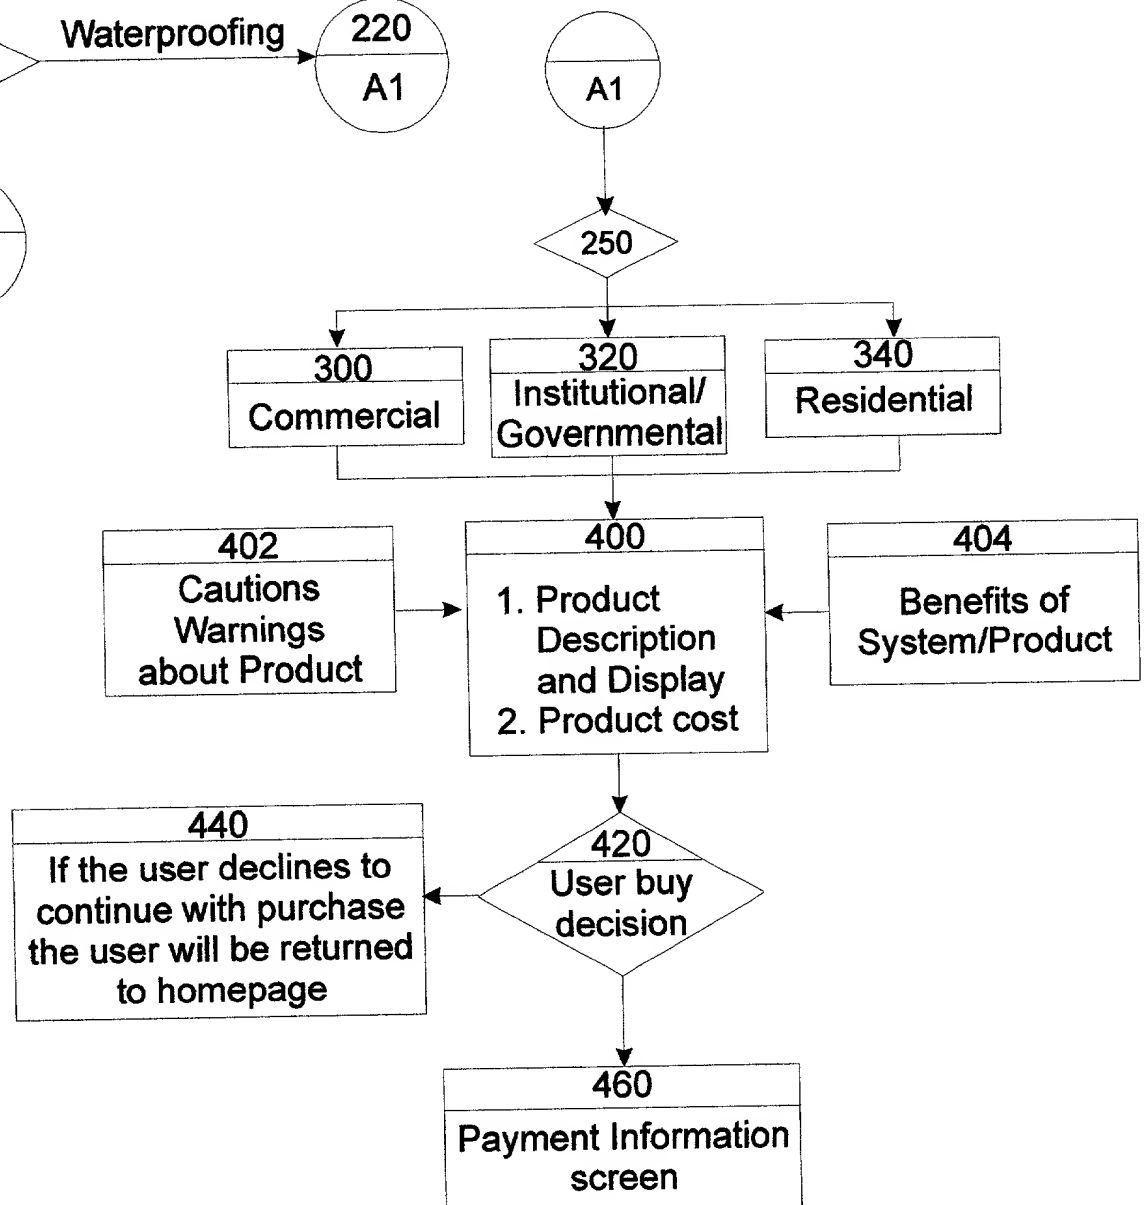 Waterproofing
220
A1
A1
250
300
Commercial
320
Institutional/
Governmental
340
Residential
402
Cautions
Warnings
about Product
400
1. Product
Description
and Display
2. Product cost
404
Benefits of
System/Product
440
If the user declines to
continue with purchase
the user will be returned
to homepage
420
User buy
decision
460
Payment Information
screen